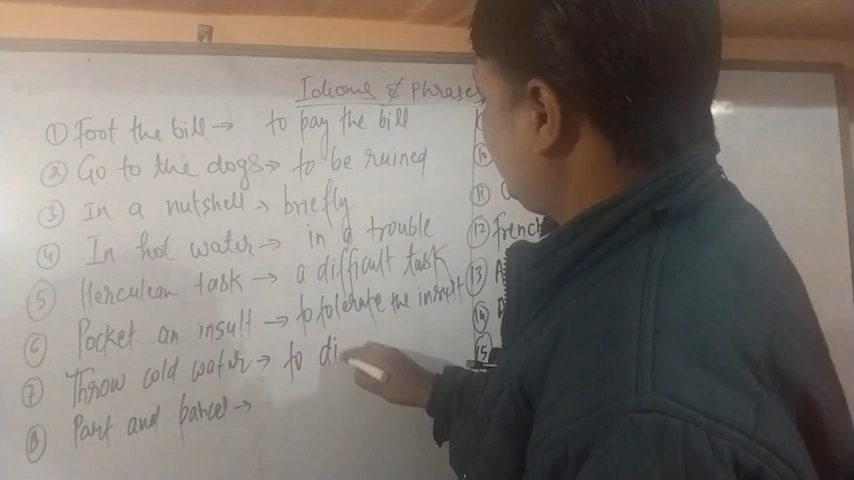 Idioms & Phrases
① Foot the bill → to pay the bill
② Go to the dogs → to be ruined
③ In a nutshell → briefly
④ In hot water → in a trouble
⑤ Herculean task → a difficult task
⑥ Pocket an insult → to tolerate the insult
⑦ Throw cold water → to di
⑧ Part and parcel →
⑩
⑪
⑫ French
⑬ A
⑭
⑮